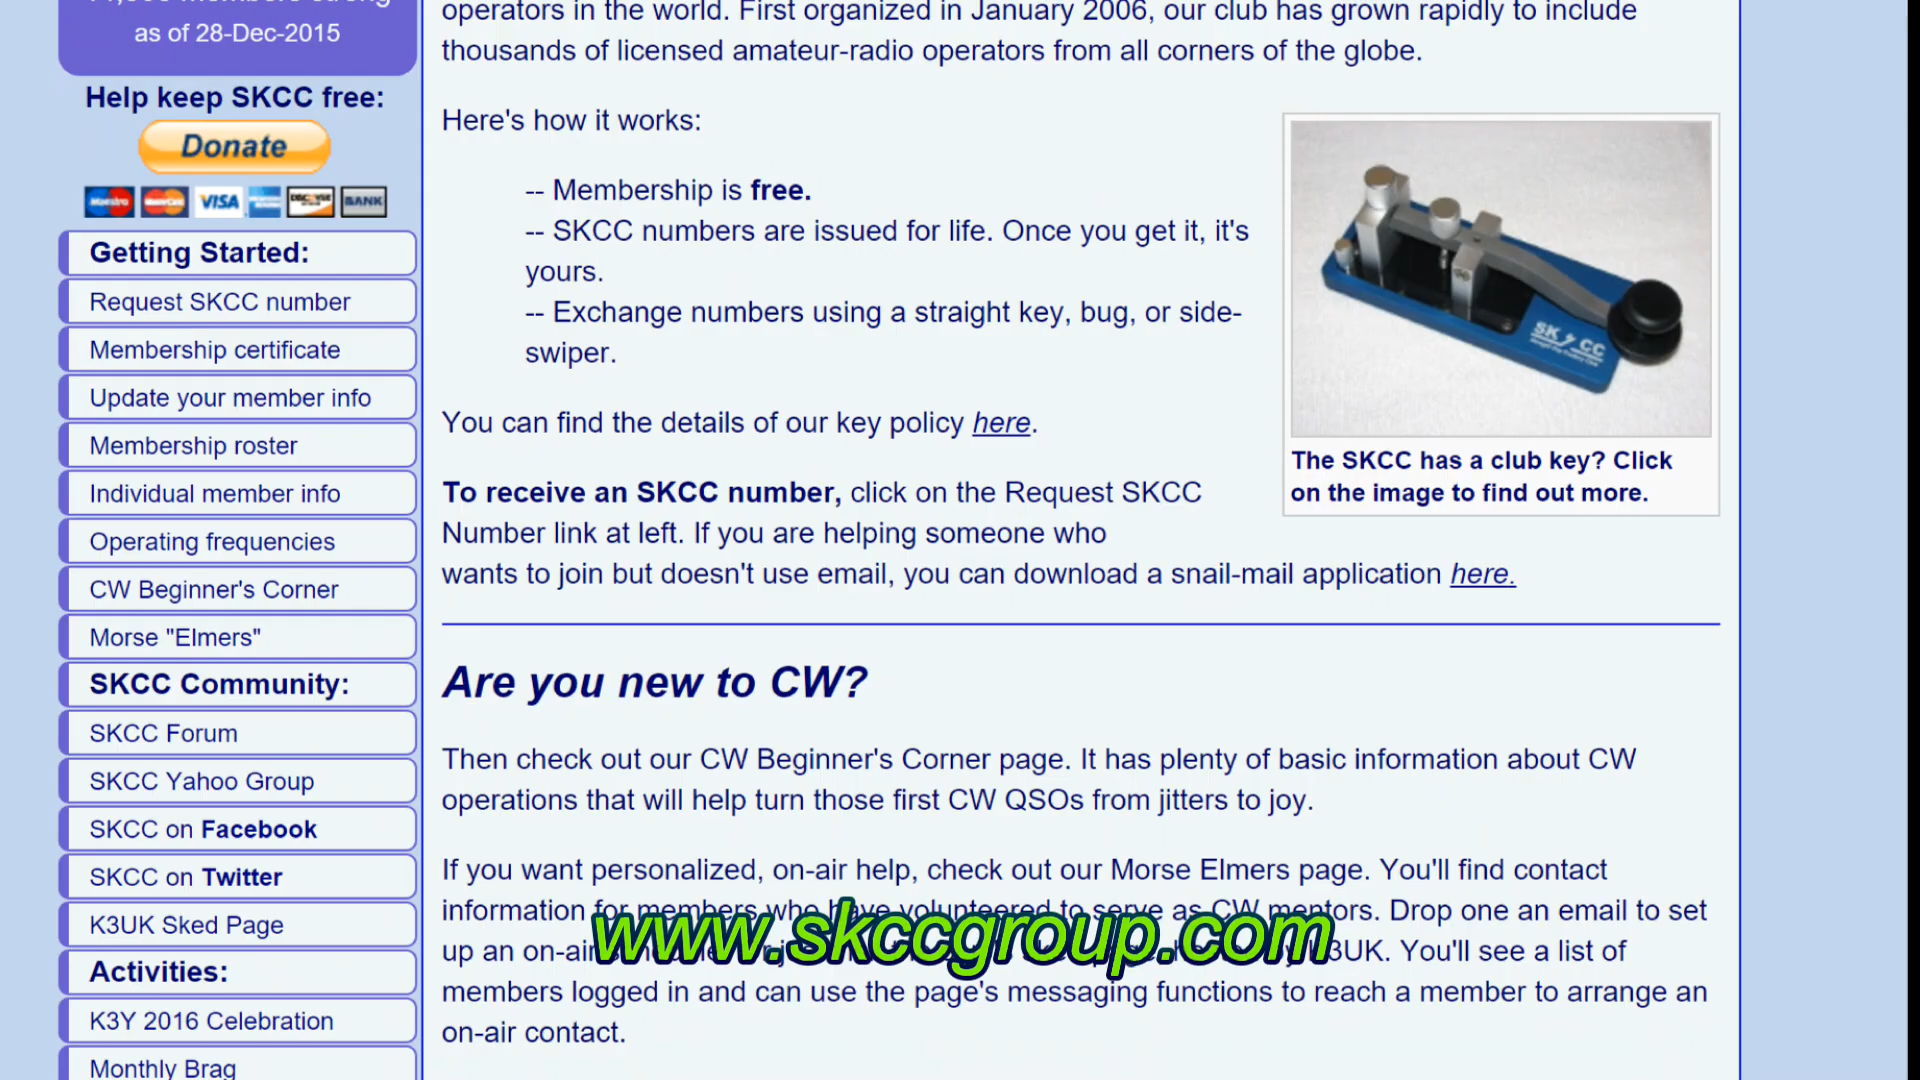 as of 28-Dec-2015
Help keep SKCC free:
Donate
Maestro
MasterCard
VISA
DISCOVER
BANK
Getting Started:
Request SKCC number
Membership certificate
Update your member info
Membership roster
Individual member info
Operating frequencies
CW Beginner's Corner
Morse "Elmers"
SKCC Community:
SKCC Forum
SKCC Yahoo Group
SKCC on Facebook
SKCC on Twitter
K3UK Sked Page
Activities:
K3Y 2016 Celebration
Monthly Brag
operators in the world. First organized in January 2006, our club has grown rapidly to include
thousands of licensed amateur-radio operators from all corners of the globe.
Here's how it works:
-- Membership is free.
-- SKCC numbers are issued for life. Once you get it, it's
yours.
-- Exchange numbers using a straight key, bug, or side-
swiper.
You can find the details of our key policy here.
SKCC
The SKCC has a club key? Click
on the image to find out more.
To receive an SKCC number, click on the Request SKCC
Number link at left. If you are helping someone who
wants to join but doesn't use email, you can download a snail-mail application here.
Are you new to CW?
Then check out our CW Beginner's Corner page. It has plenty of basic information about CW
operations that will help turn those first CW QSOs from jitters to joy.
If you want personalized, on-air help, check out our Morse Elmers page. You'll find contact
information for members who have volunteered to serve as CW mentors. Drop one an email to set
www.skccgroup.com
up an on-air K3UK. You'll see a list of
members logged in and can use the page's messaging functions to reach a member to arrange an
on-air contact.